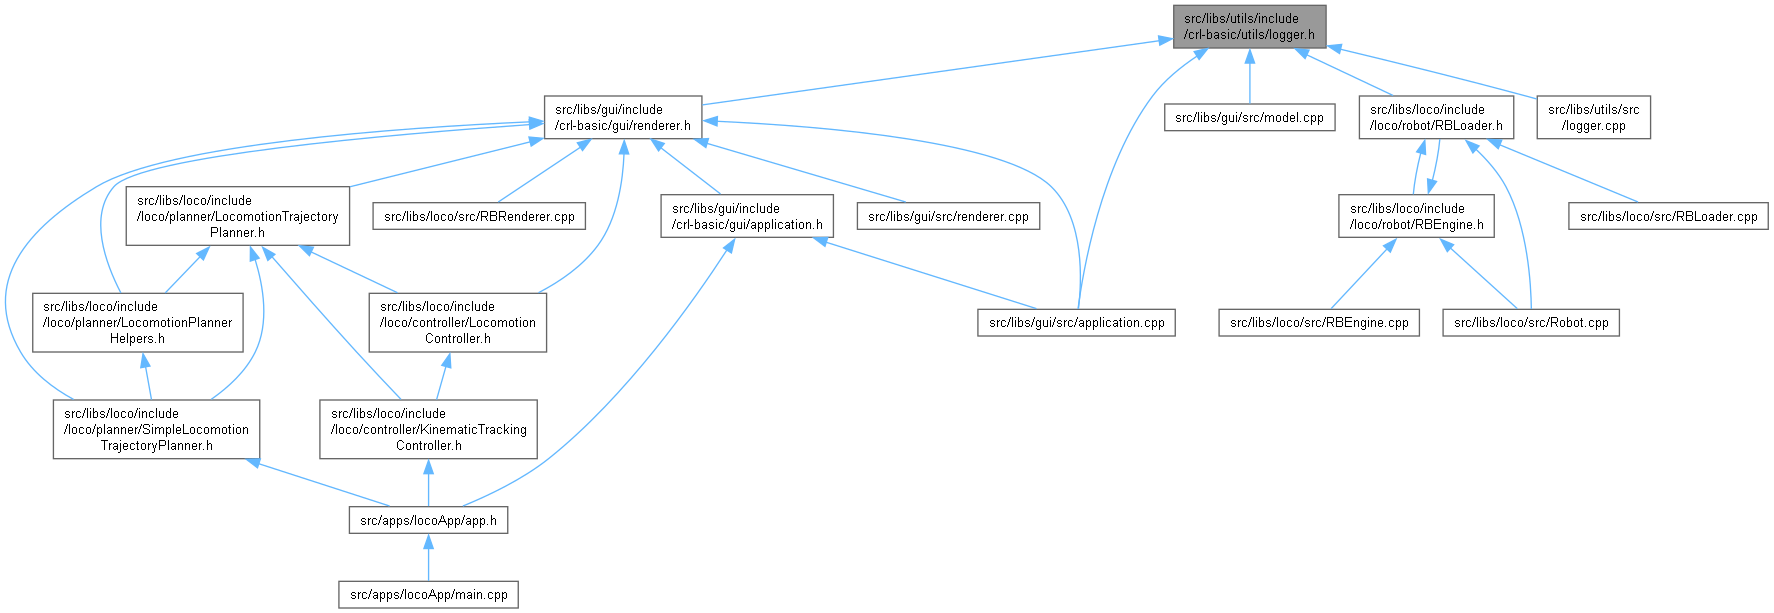 src/libs/utils/include
/crl-basic/utils/logger.h
src/libs/gui/include
/crl-basic/gui/renderer.h
src/libs/gui/src/model.cpp
src/libs/loco/include
/loco/robot/RBLoader.h
src/libs/utils/src
/logger.cpp
src/libs/loco/include
/loco/planner/LocomotionTrajectory
Planner.h
src/libs/loco/src/RBRenderer.cpp
src/libs/gui/include
/crl-basic/gui/application.h
src/libs/gui/src/renderer.cpp
src/libs/loco/include
/loco/robot/RBEngine.h
src/libs/loco/src/RBLoader.cpp
src/libs/loco/include
/loco/planner/LocomotionPlanner
Helpers.h
src/libs/loco/include
/loco/controller/Locomotion
Controller.h
src/libs/gui/src/application.cpp
src/libs/loco/src/RBEngine.cpp
src/libs/loco/src/Robot.cpp
src/libs/loco/include
/loco/planner/SimpleLocomotion
TrajectoryPlanner.h
src/libs/loco/include
/loco/controller/KinematicTracking
Controller.h
src/apps/locoApp/app.h
src/apps/locoApp/main.cpp